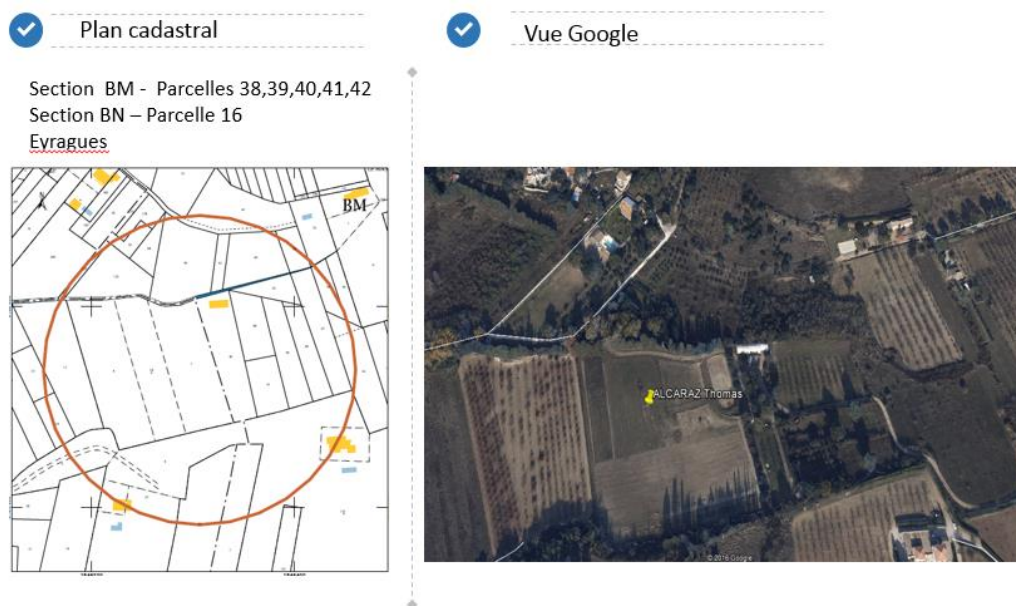 Plan cadastral
Vue Google
Section BM - Parcelles 38,39,40,41,42
Section BN – Parcelle 16
Eyragues
BM
ALCARAZ Thomas
© 2016 Google